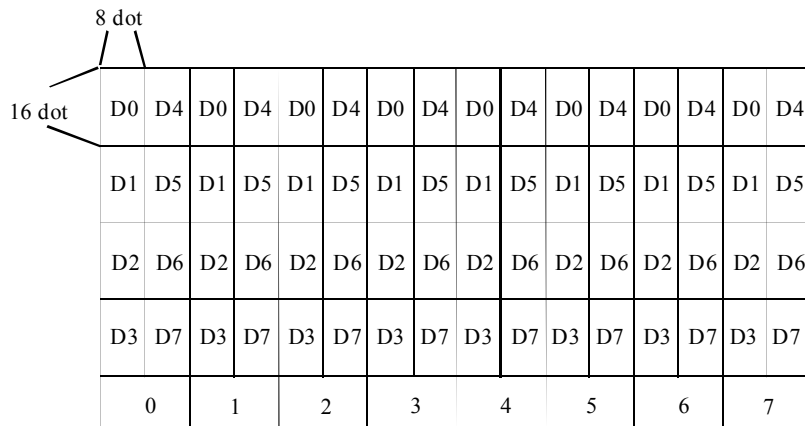 8 dot
16 dot
D0 D4 D0 D4 D0 D4 D0 D4 D0 D4 D0 D4 D0 D4 D0 D4
D1 D5 D1 D5 D1 D5 D1 D5 D1 D5 D1 D5 D1 D5 D1 D5
D2 D6 D2 D6 D2 D6 D2 D6 D2 D6 D2 D6 D2 D6 D2 D6
D3 D7 D3 D7 D3 D7 D3 D7 D3 D7 D3 D7 D3 D7 D3 D7
0 1 2 3 4 5 6 7